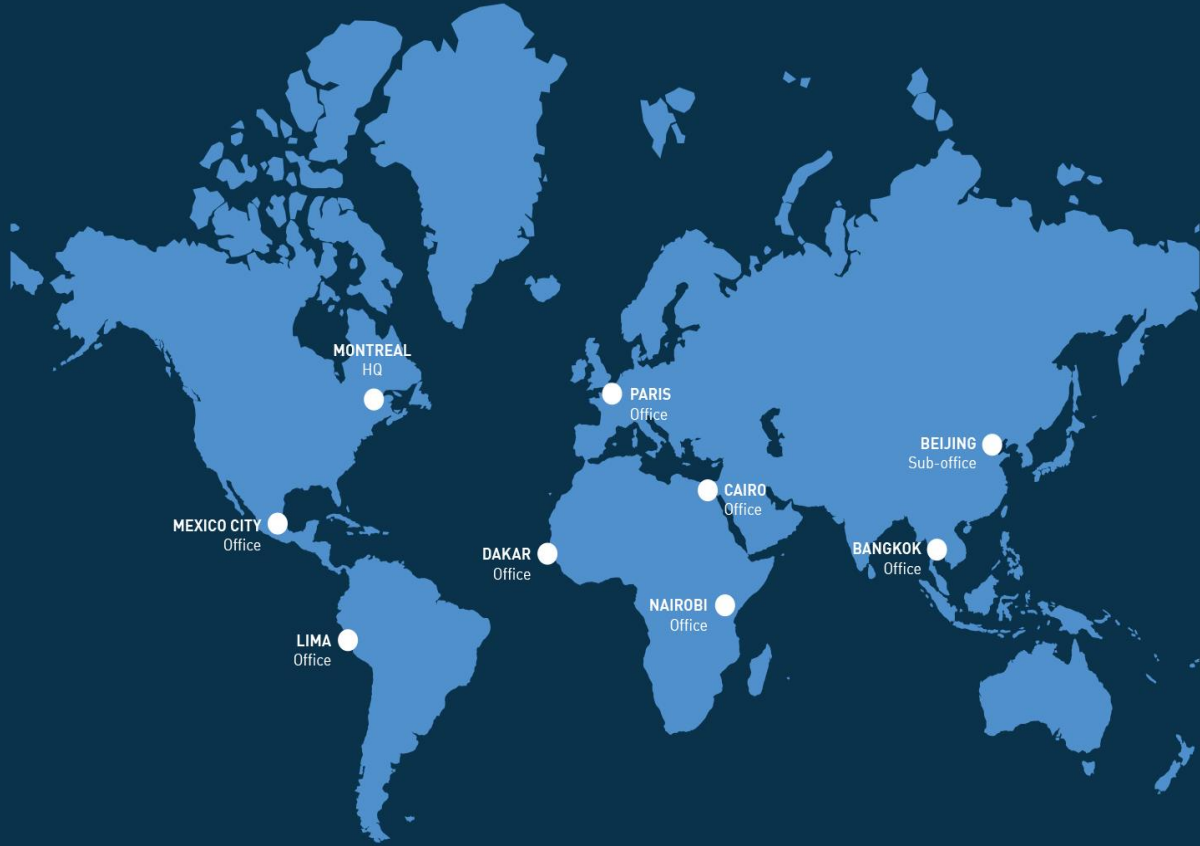 MONTREAL
HQ
PARIS
Office
BEIJING
Sub-office
CAIRO
Office
MEXICO CITY
Office
DAKAR
Office
BANGKOK
Office
NAIROBI
Office
LIMA
Office